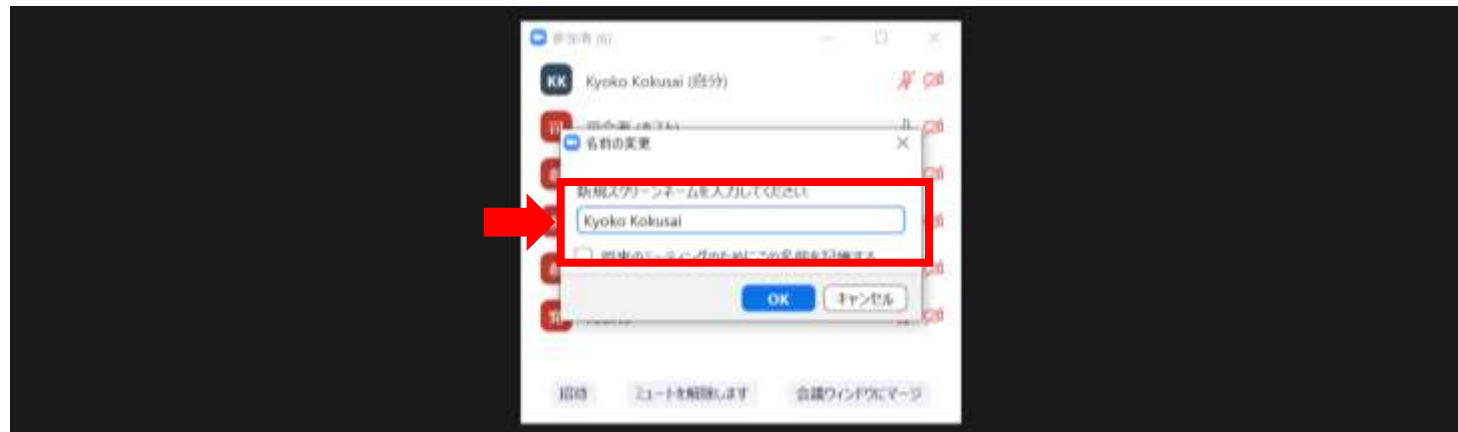 参加者 (6)
KK Kyoko Kokusai (自分)
名前の変更
新規スクリーンネームを入力してください
Kyoko Kokusai
将来のミーティングのためにこの名前を記憶する
OK キャンセル
招待 ミュートを解除します 会議ウィンドウにマージ